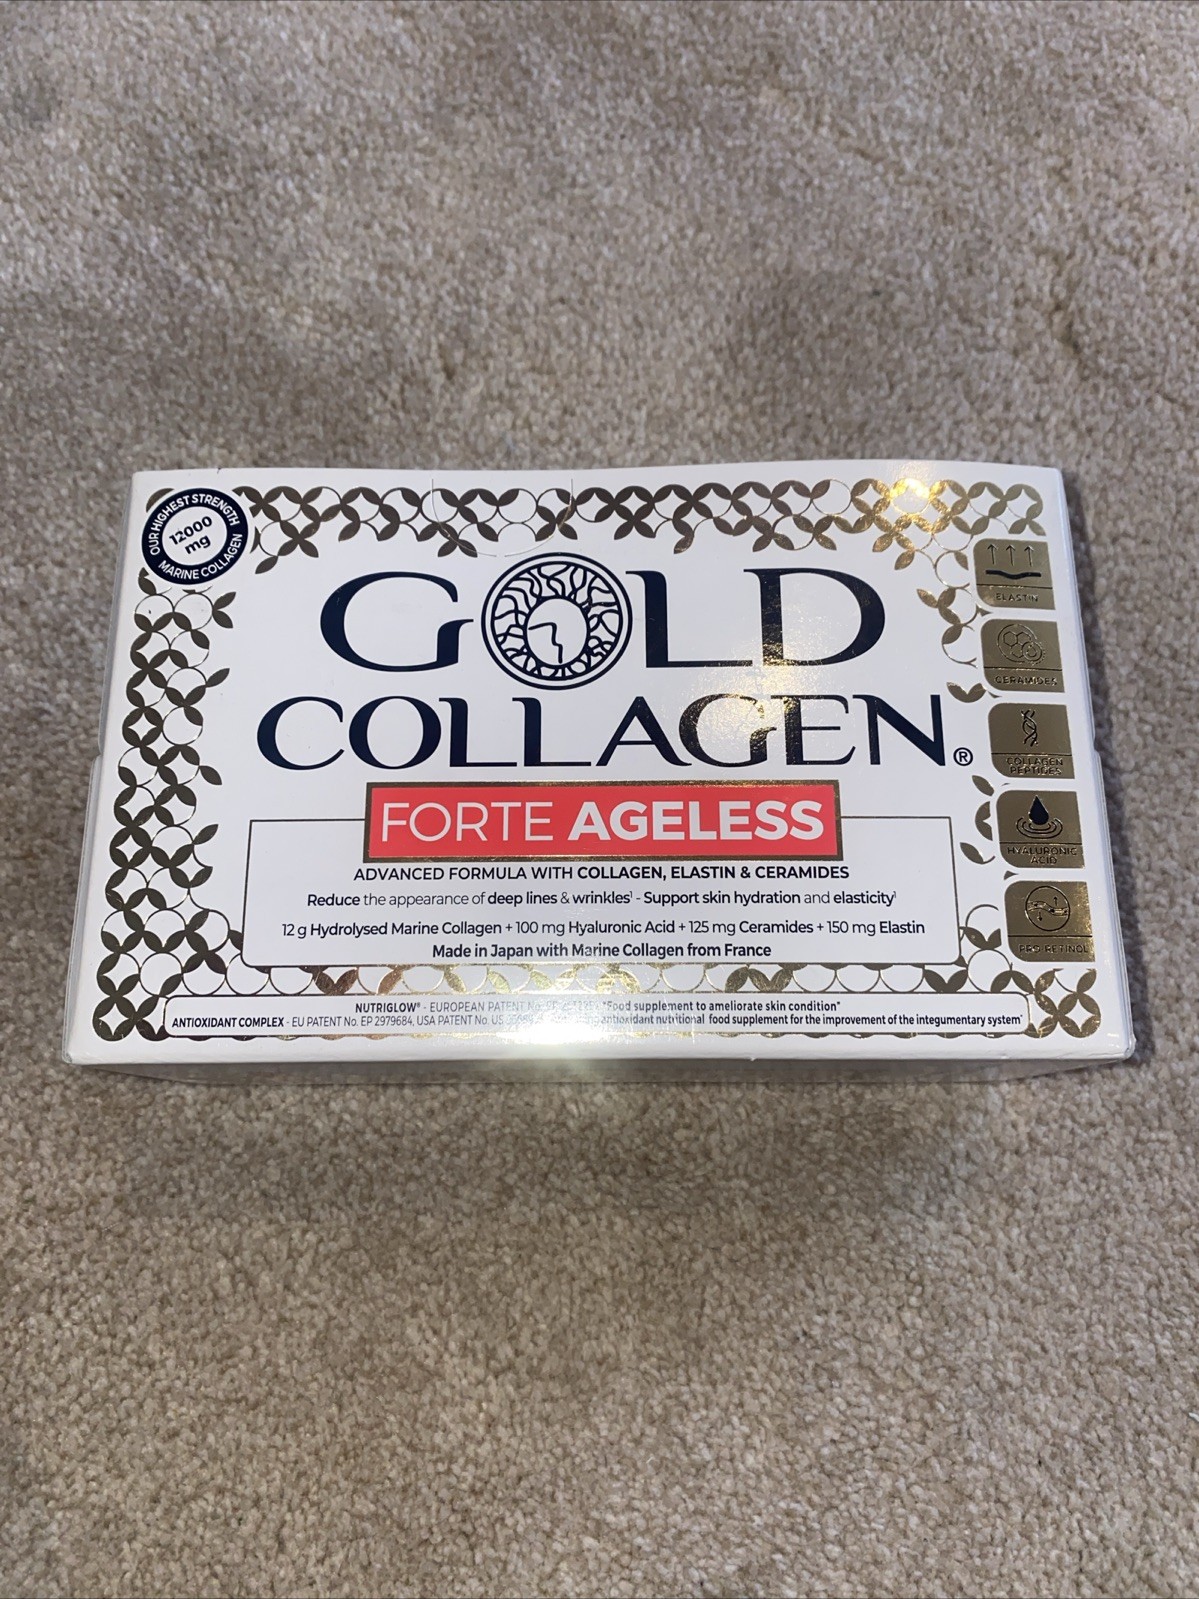 OUR HIGHEST STRENGTH
12000
mg
MARINE COLLAGEN
GOLD
COLLAGEN®
FORTE AGELESS
ADVANCED FORMULA WITH COLLAGEN, ELASTIN & CERAMIDES
Reduce the appearance of deep lines & wrinkles¹ - Support skin hydration and elasticity¹
12 g Hydrolysed Marine Collagen + 100 mg Hyaluronic Acid + 125 mg Ceramides + 150 mg Elastin
Made in Japan with Marine Collagen from France
NUTRIGLOW® - EUROPEAN PATENT No. "Food supplement to ameliorate skin condition"
ANTIOXIDANT COMPLEX - EU PATENT No. EP 2979684, USA PATENT No. US antioxidant nutritional food supplement for the improvement of the integumentary system"
ELASTIN
CERAMIDES
COLLAGEN
PEPTIDES
HYALURONIC
ACID
PRO-RETINOL